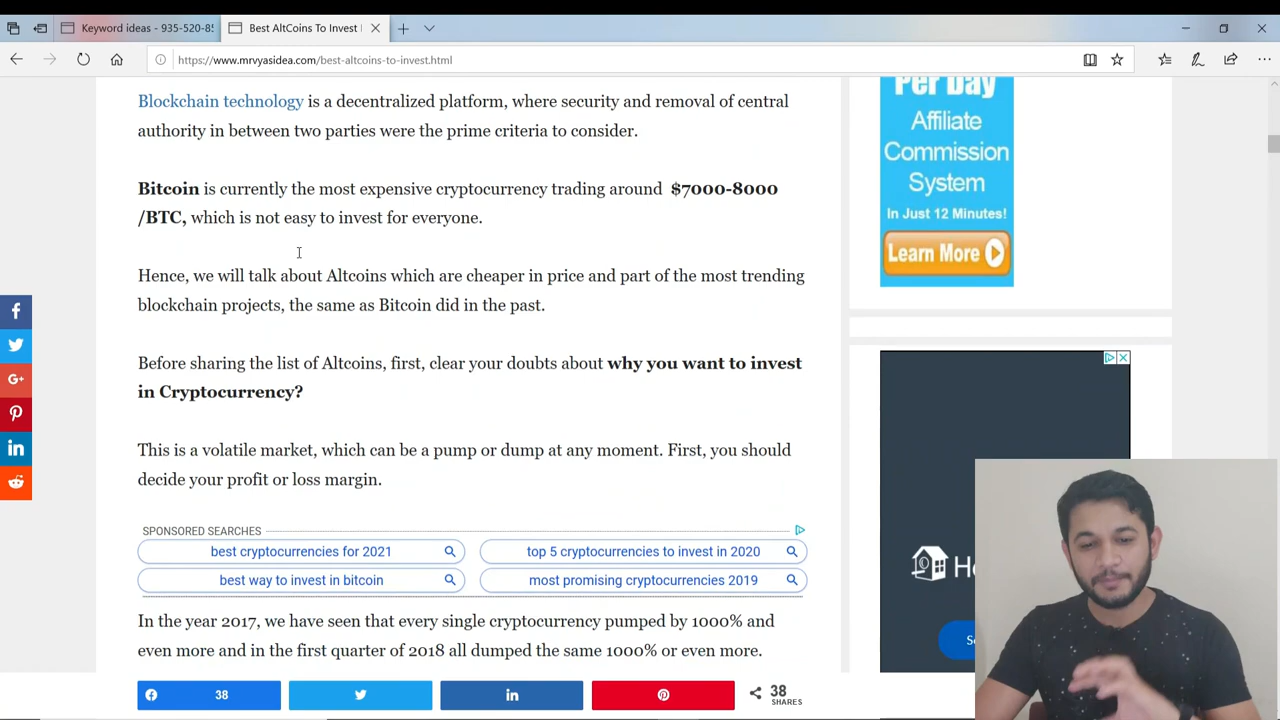 Keyword ideas - 935-520-85
Best AltCoins To Invest
https://www.mrvyasidea.com/best-altcoins-to-invest.html
Blockchain technology is a decentralized platform, where security and removal of central
authority in between two parties were the prime criteria to consider.
Bitcoin is currently the most expensive cryptocurrency trading around $7000-8000
/BTC, which is not easy to invest for everyone.
Hence, we will talk about Altcoins which are cheaper in price and part of the most trending
blockchain projects, the same as Bitcoin did in the past.
Before sharing the list of Altcoins, first, clear your doubts about why you want to invest
in Cryptocurrency?
This is a volatile market, which can be a pump or dump at any moment. First, you should
decide your profit or loss margin.
SPONSORED SEARCHES
best cryptocurrencies for 2021
top 5 cryptocurrencies to invest in 2020
best way to invest in bitcoin
most promising cryptocurrencies 2019
In the year 2017, we have seen that every single cryptocurrency pumped by 1000% and
even more and in the first quarter of 2018 all dumped the same 1000% or even more.
38
38
SHARES
Per Day
Affiliate
Commission
System
In Just 12 Minutes!
Learn More